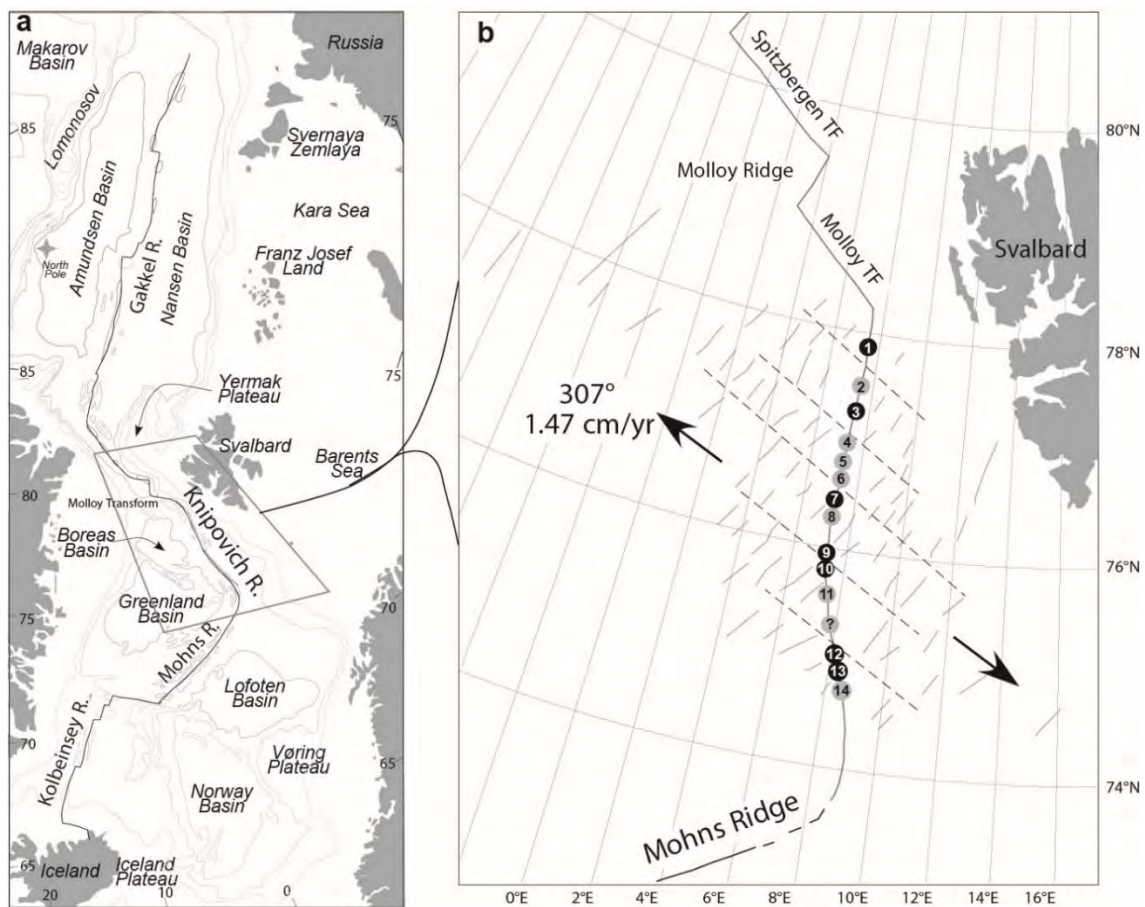 a
Makarov
Basin
Lomonosov
Russia
75
85
Svernaya
Zemlaya
Amundsen Basin
Gakkel R.
Nansen Basin
Kara Sea
North
Pole
Franz Josef
Land
85
75
Yermak
Plateau
Svalbard
Barents
Sea
80
Molloy Transform
Knipovich R.
Boreas
Basin
70
Greenland
Basin
75
Mohns R.
Lofoten
Basin
Kolbeinsey R.
70
Vøring
Plateau
65
Norway
Basin
Iceland
Iceland
Plateau
65
20
10
0
b
Spitzbergen TF
80°N
Molloy Ridge
Molloy TF
Svalbard
78°N
1
2
307°
1.47 cm/yr
3
4
5
6
7
8
76°N
9
10
11
?
12
13
14
74°N
Mohns Ridge
0°E
2°E
4°E
6°E
8°E
10°E
12°E
14°E
16°E